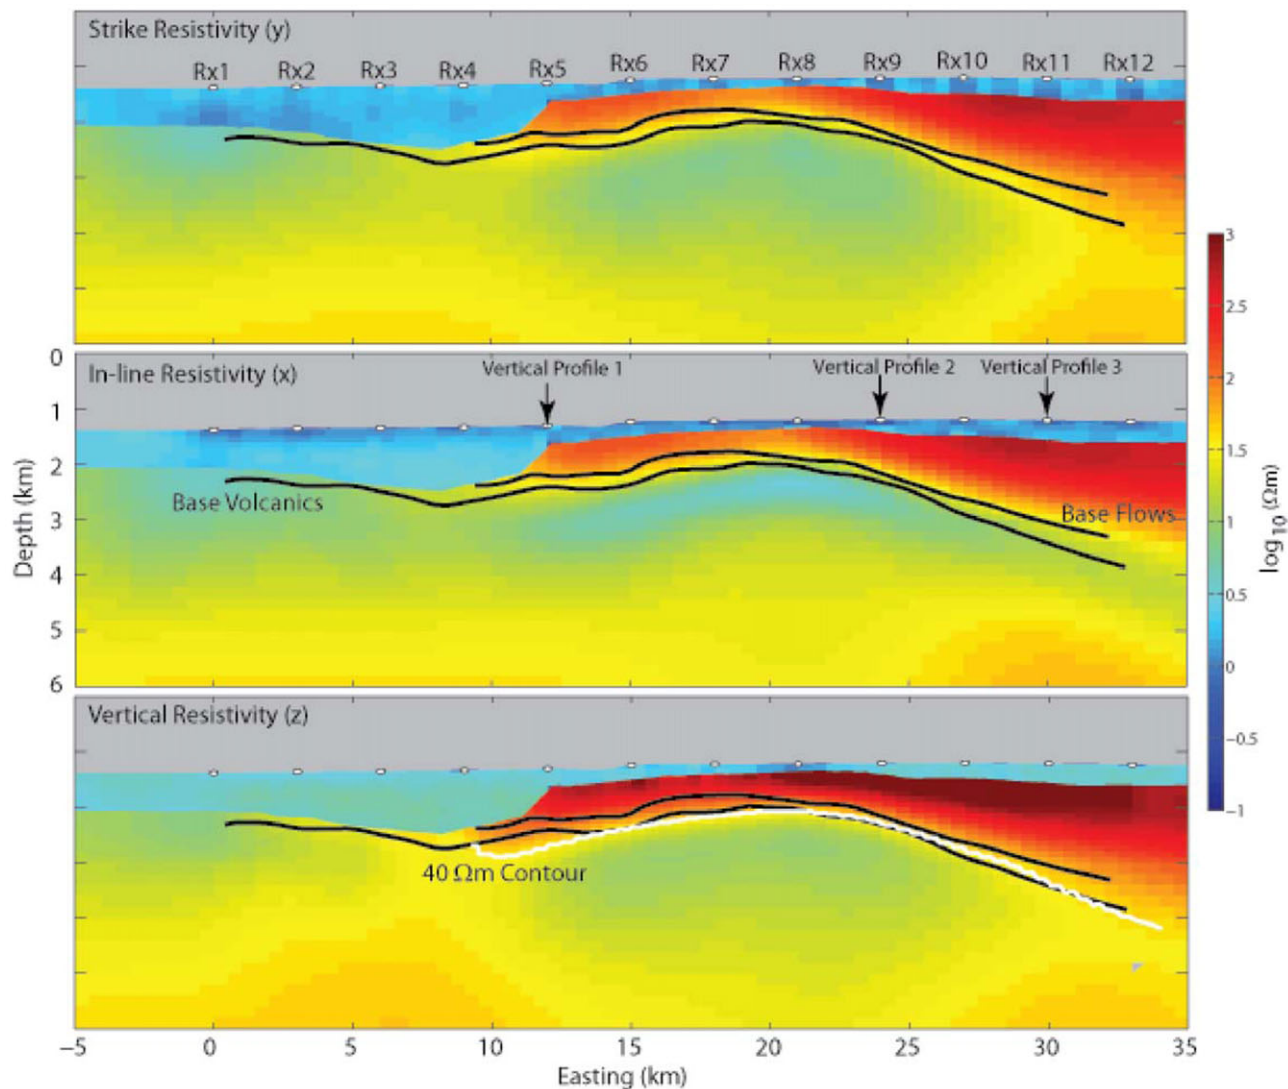 Strike Resistivity (y)
Rx1 Rx2 Rx3 Rx4 Rx5 Rx6 Rx7 Rx8 Rx9 Rx10 Rx11 Rx12
In-line Resistivity (x)
Vertical Profile 1
Vertical Profile 2
Vertical Profile 3
Base Volcanics
Base Flows
Vertical Resistivity (z)
40 Ωm Contour
Depth (km)
0
1
2
3
4
5
6
-5 0 5 10 15 20 25 30 35
Easting (km)
3
2.5
2
1.5
1
0.5
0
-0.5
-1
log10 (Ωm)